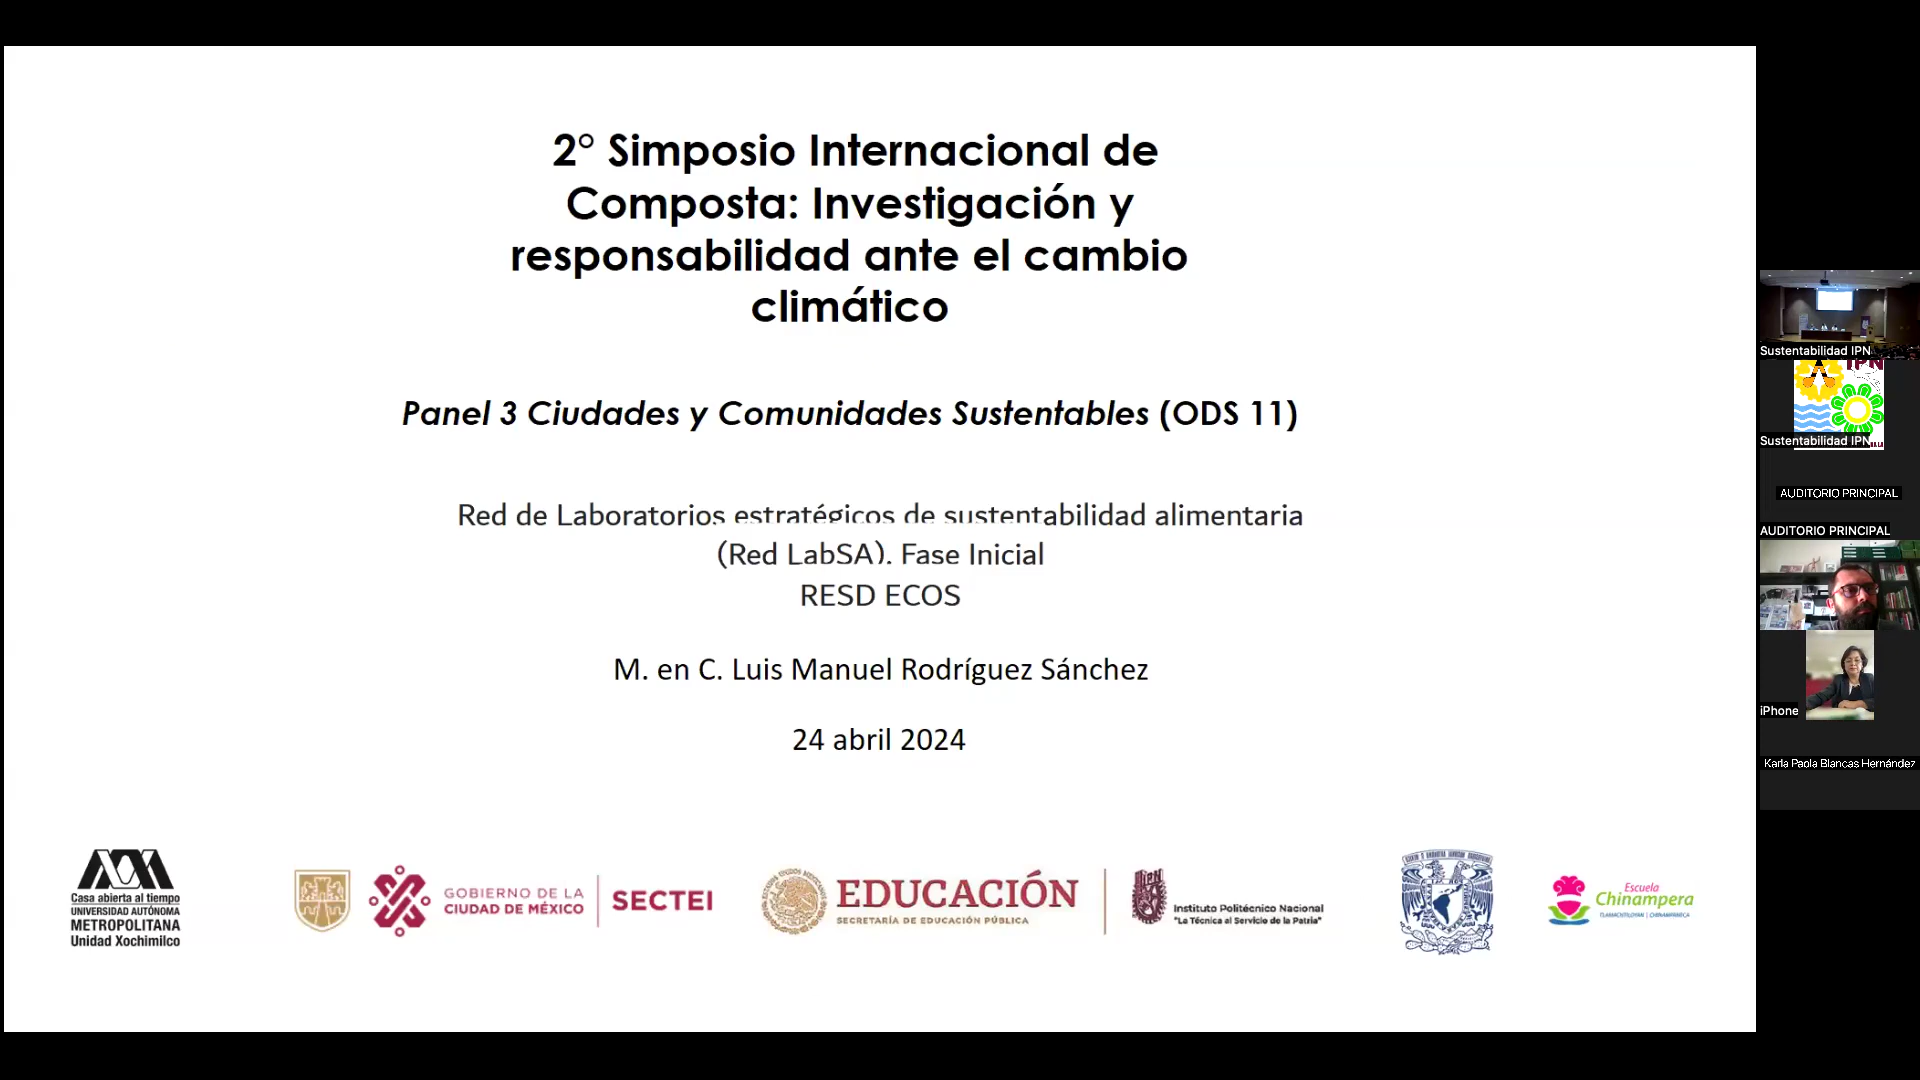 2° Simposio Internacional de
Composta: Investigación y
responsabilidad ante el cambio
climático
Panel 3 Ciudades y Comunidades Sustentables (ODS 11)
Red de Laboratorios estratégicos de sustentabilidad alimentaria
(Red LabSA). Fase Inicial
RESD ECOS
M. en C. Luis Manuel Rodríguez Sánchez
24 abril 2024
Casa abierta al tiempo
UNIVERSIDAD AUTÓNOMA
METROPOLITANA
Unidad Xochimilco
GOBIERNO DE LA
CIUDAD DE MÉXICO
SECTEI
EDUCACIÓN
SECRETARÍA DE EDUCACIÓN PÚBLICA
IPN
Instituto Politécnico Nacional
"La Técnica al Servicio de la Patria"
Escuela
Chinampera
Sustentabilidad IPN
IPN
Sustentabilidad IPN
AUDITORIO PRINCIPAL
AUDITORIO PRINCIPAL
iPhone
Karla Paola Blancas Hernández